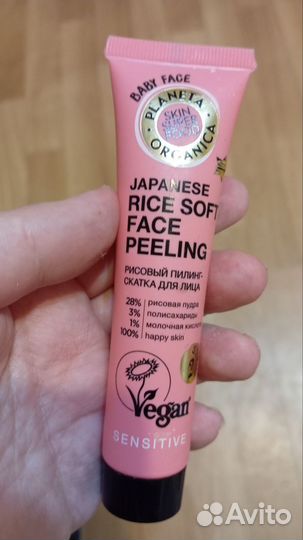 BABY FACE
PLANETA
SKIN
SUPER
FOOD
ORGANICA
JAPANESE
RICE SOFT
FACE
PEELING
РИСОВЫЙ ПИЛИНГ-
СКАТКА ДЛЯ ЛИЦА
28% рисовая пудра
3% полисахариды
1% молочная кислота
100% happy skin
Vegan
SENSITIVE
Avito